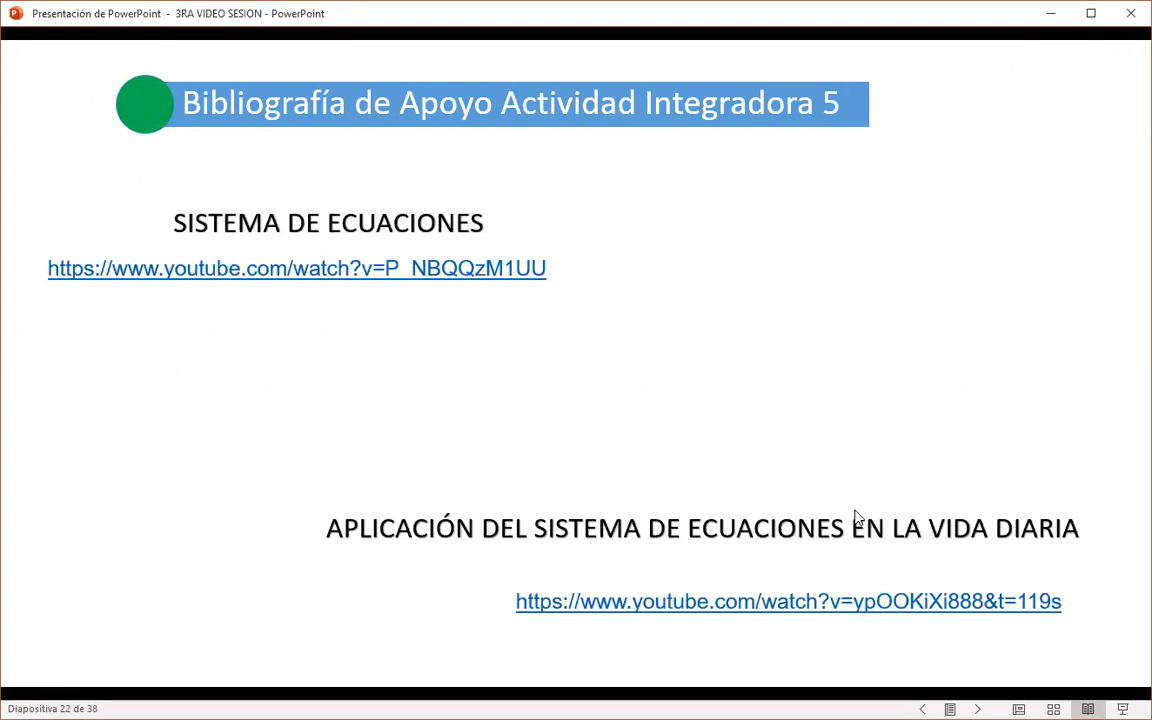 Presentación de PowerPoint - 3RA VIDEO SESION - PowerPoint
Bibliografía de Apoyo Actividad Integradora 5
SISTEMA DE ECUACIONES
https://www.youtube.com/watch?v=P_NBQQzM1UU
APLICACIÓN DEL SISTEMA DE ECUACIONES EN LA VIDA DIARIA
https://www.youtube.com/watch?v=ypOOKiXi888&t=119s
Diapositiva 22 de 38